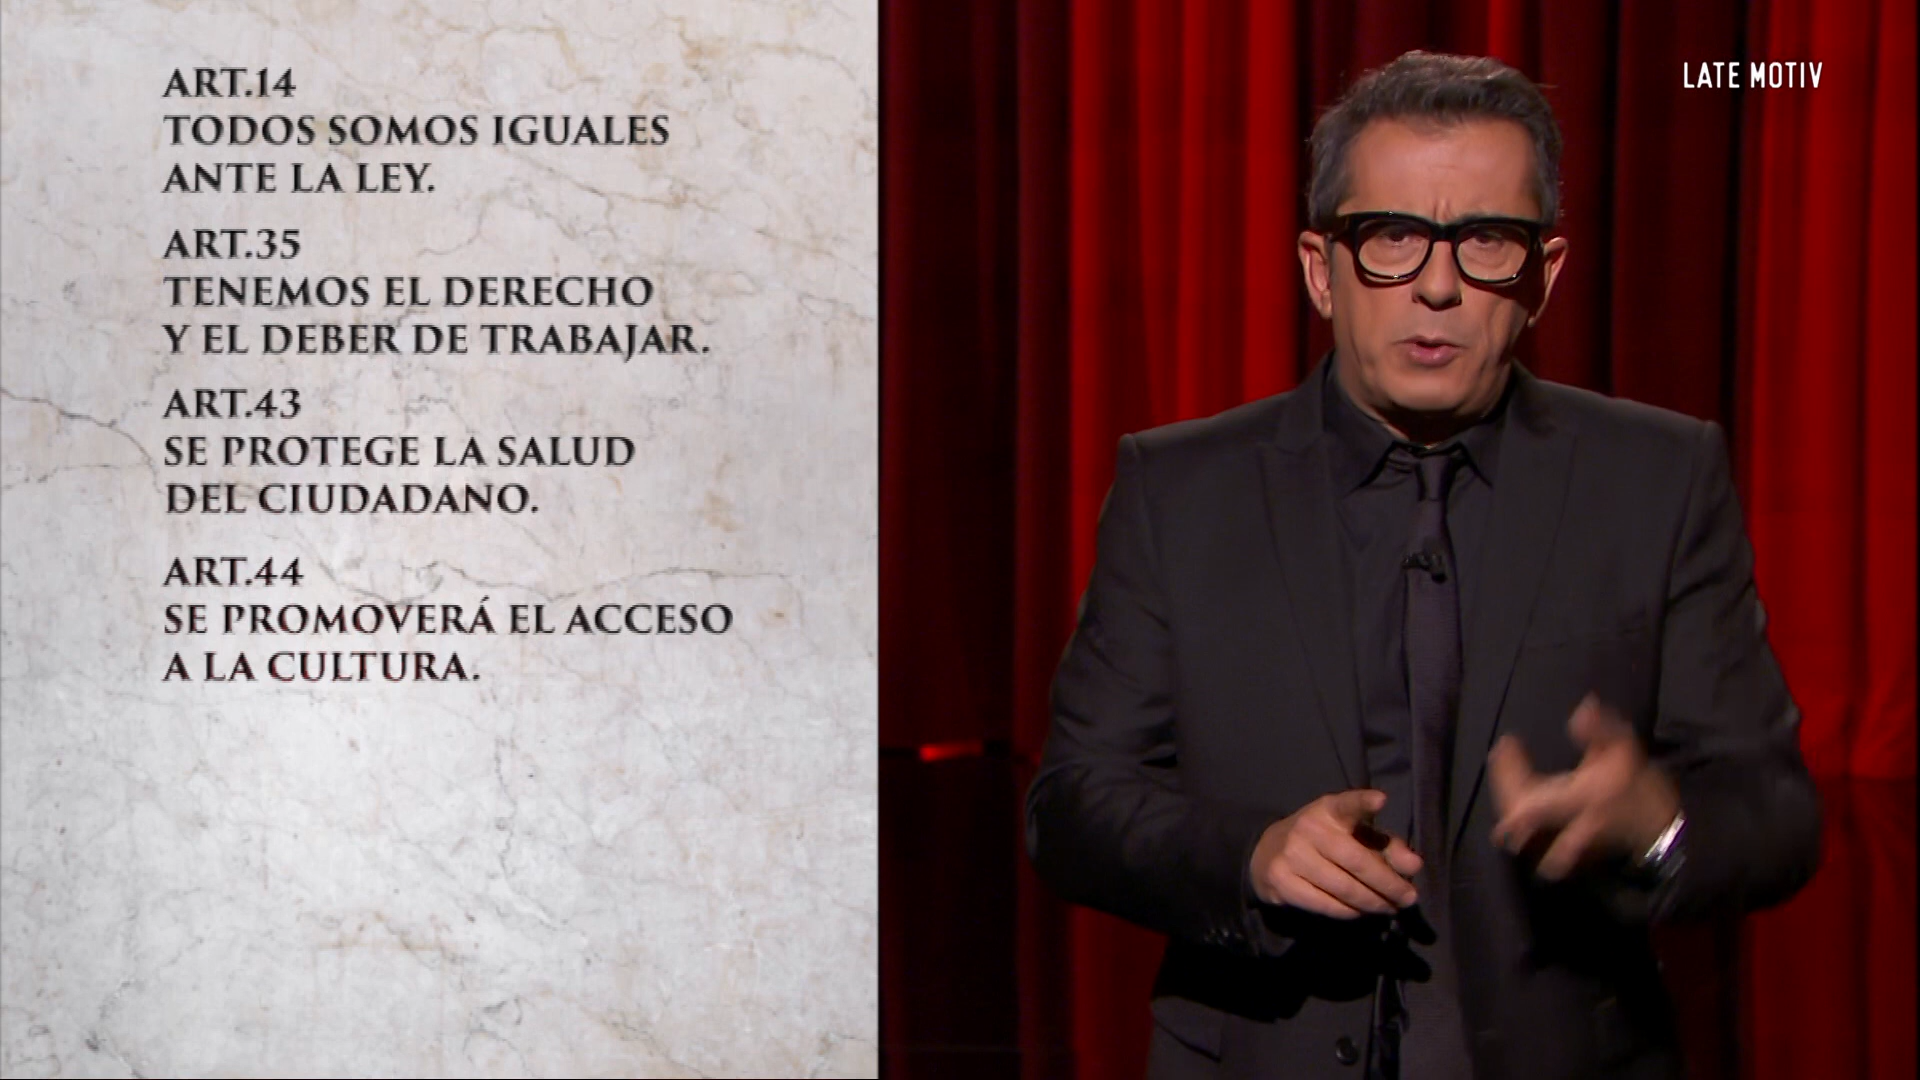 ART.14
TODOS SOMOS IGUALES
ANTE LA LEY.
ART.35
TENEMOS EL DERECHO
Y EL DEBER DE TRABAJAR.
ART.43
SE PROTEGE LA SALUD
DEL CIUDADANO.
ART.44
SE PROMOVERÁ EL ACCESO
A LA CULTURA.
LATE MOTIV